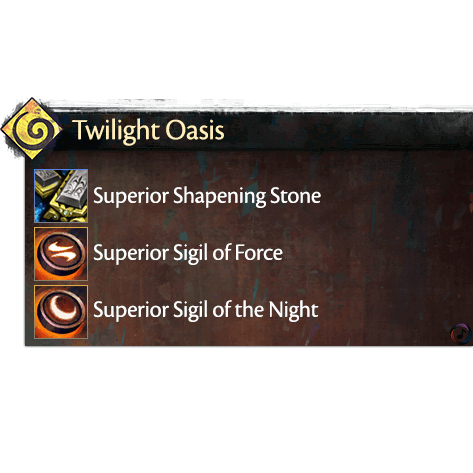 Twilight Oasis
Superior Shapening Stone
Superior Sigil of Force
Superior Sigil of the Night